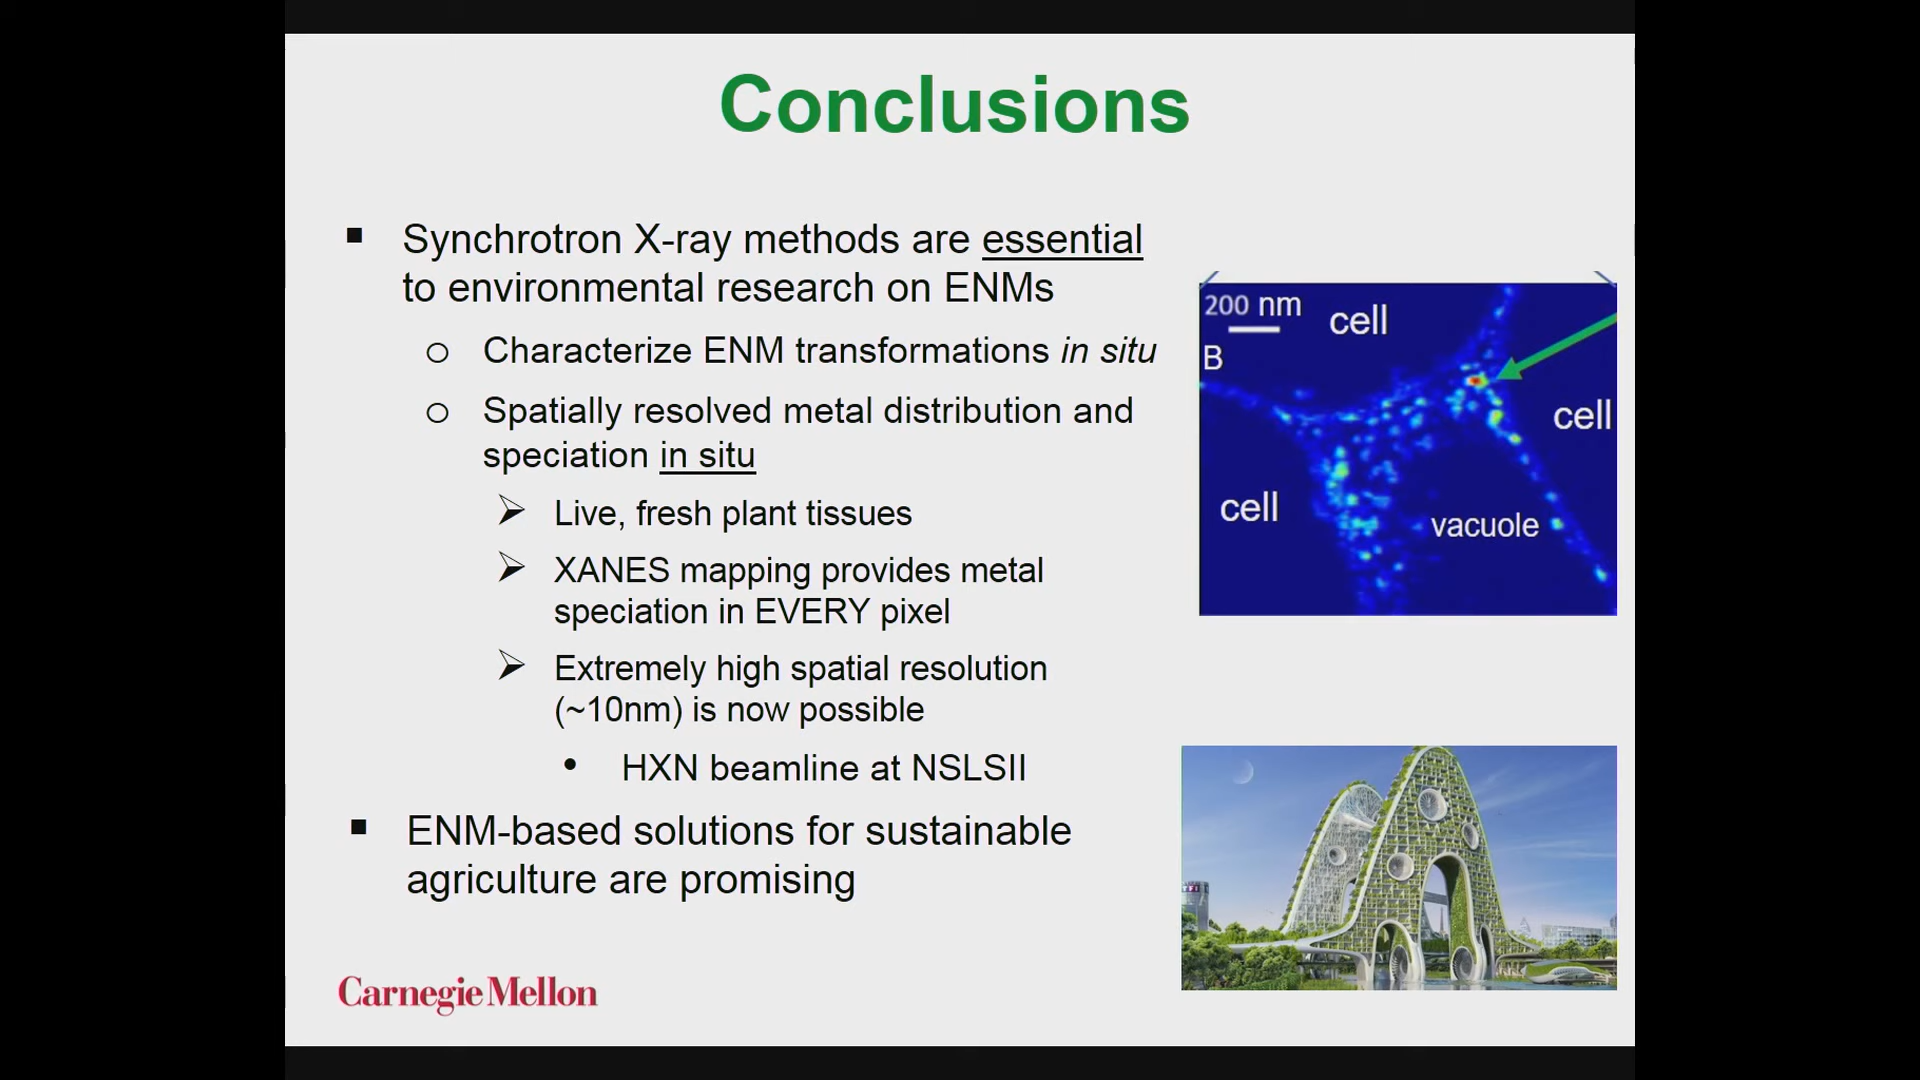 Conclusions
Synchrotron X-ray methods are essential
to environmental research on ENMs
Characterize ENM transformations in situ
Spatially resolved metal distribution and
speciation in situ
Live, fresh plant tissues
XANES mapping provides metal
speciation in EVERY pixel
Extremely high spatial resolution
(~10nm) is now possible
HXN beamline at NSLSII
ENM-based solutions for sustainable
agriculture are promising
200 nm
cell
B
cell
cell
vacuole
Carnegie Mellon